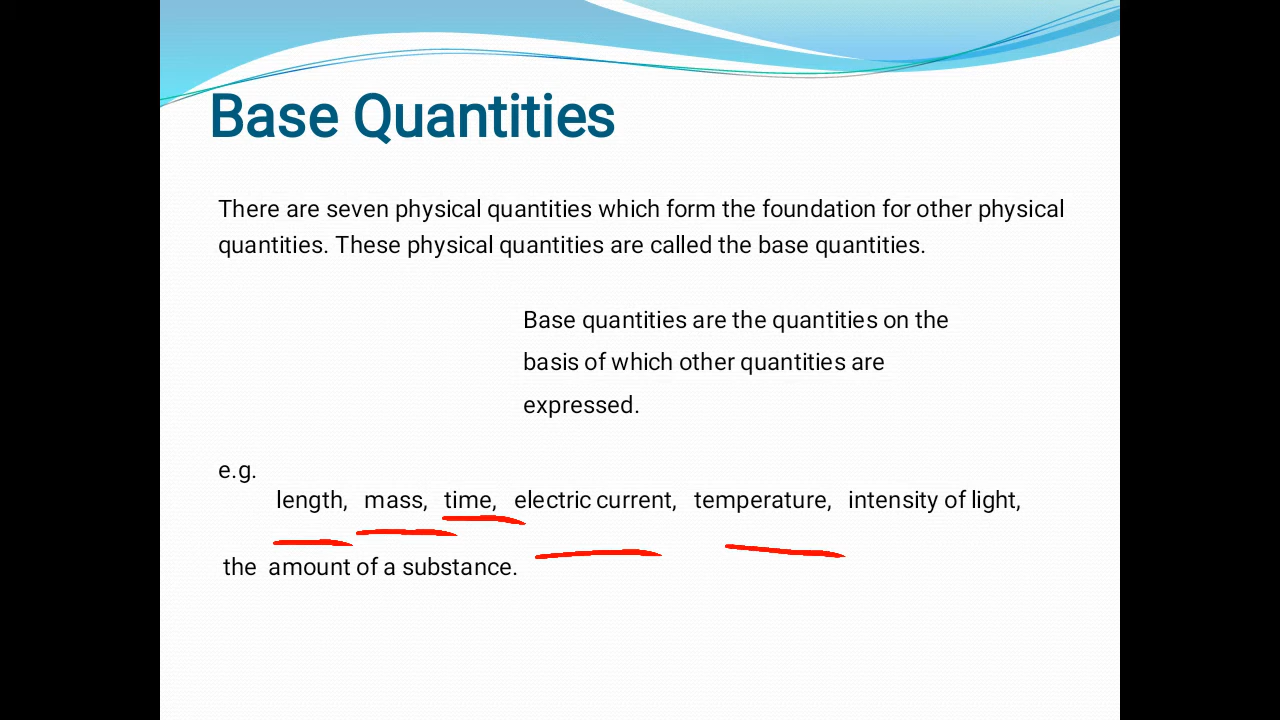 Base Quantities
There are seven physical quantities which form the foundation for other physical
quantities. These physical quantities are called the base quantities.
Base quantities are the quantities on the
basis of which other quantities are
expressed.
e.g.
length, mass, time, electric current, temperature, intensity of light,
the amount of a substance.